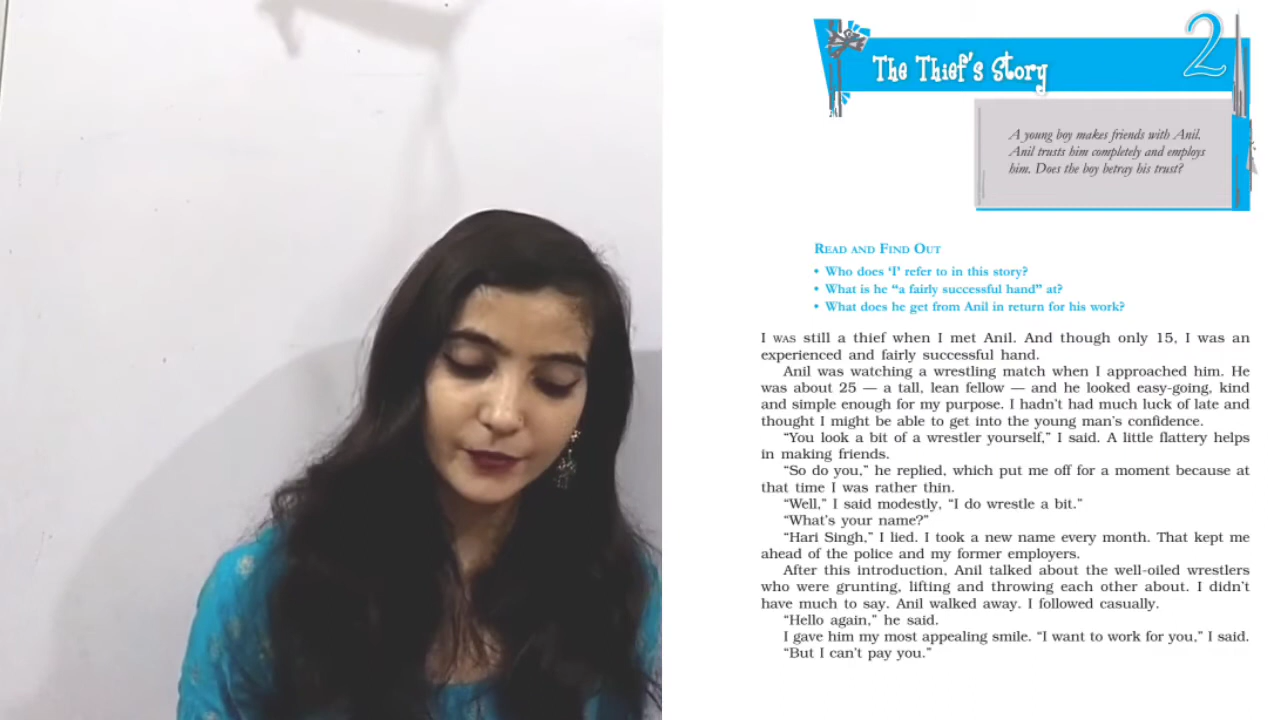 2
The Thief's Story
A young boy makes friends with Anil.
Anil trusts him completely and employs
him. Does the boy betray his trust?
READ AND FIND OUT
• Who does ‘I’ refer to in this story?
• What is he “a fairly successful hand” at?
• What does he get from Anil in return for his work?
I WAS still a thief when I met Anil. And though only 15, I was an
experienced and fairly successful hand.
Anil was watching a wrestling match when I approached him. He
was about 25 — a tall, lean fellow — and he looked easy-going, kind
and simple enough for my purpose. I hadn’t had much luck of late and
thought I might be able to get into the young man’s confidence.
“You look a bit of a wrestler yourself,” I said. A little flattery helps
in making friends.
“So do you,” he replied, which put me off for a moment because at
that time I was rather thin.
“Well,” I said modestly, “I do wrestle a bit.”
“What’s your name?”
“Hari Singh,” I lied. I took a new name every month. That kept me
ahead of the police and my former employers.
After this introduction, Anil talked about the well-oiled wrestlers
who were grunting, lifting and throwing each other about. I didn’t
have much to say. Anil walked away. I followed casually.
“Hello again,” he said.
I gave him my most appealing smile. “I want to work for you,” I said.
“But I can’t pay you.”